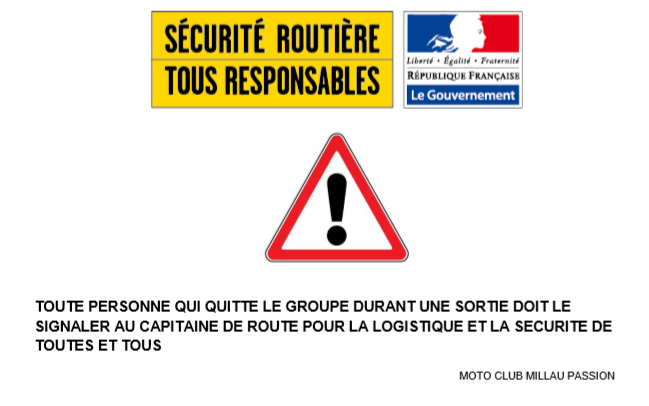 SÉCURITÉ ROUTIÈRE
TOUS RESPONSABLES
Liberté • Égalité • Fraternité
RÉPUBLIQUE FRANÇAISE
Le Gouvernement
TOUTE PERSONNE QUI QUITTE LE GROUPE DURANT UNE SORTIE DOIT LE
SIGNALER AU CAPITAINE DE ROUTE POUR LA LOGISTIQUE ET LA SECURITE DE
TOUTES ET TOUS
MOTO CLUB MILLAU PASSION